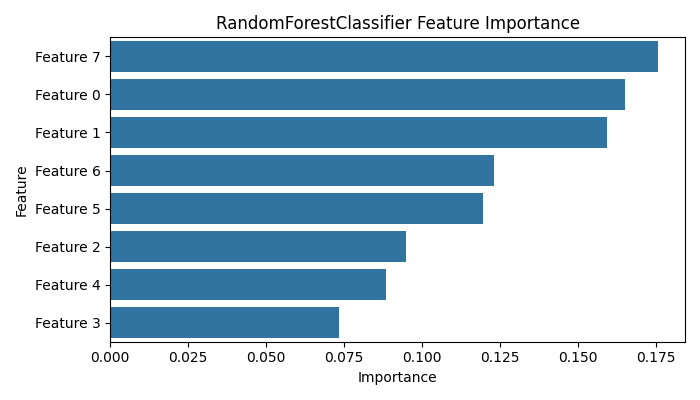 RandomForestClassifier Feature Importance
Feature
Feature 7
Feature 0
Feature 1
Feature 6
Feature 5
Feature 2
Feature 4
Feature 3
0.000 0.025 0.050 0.075 0.100 0.125 0.150 0.175
Importance